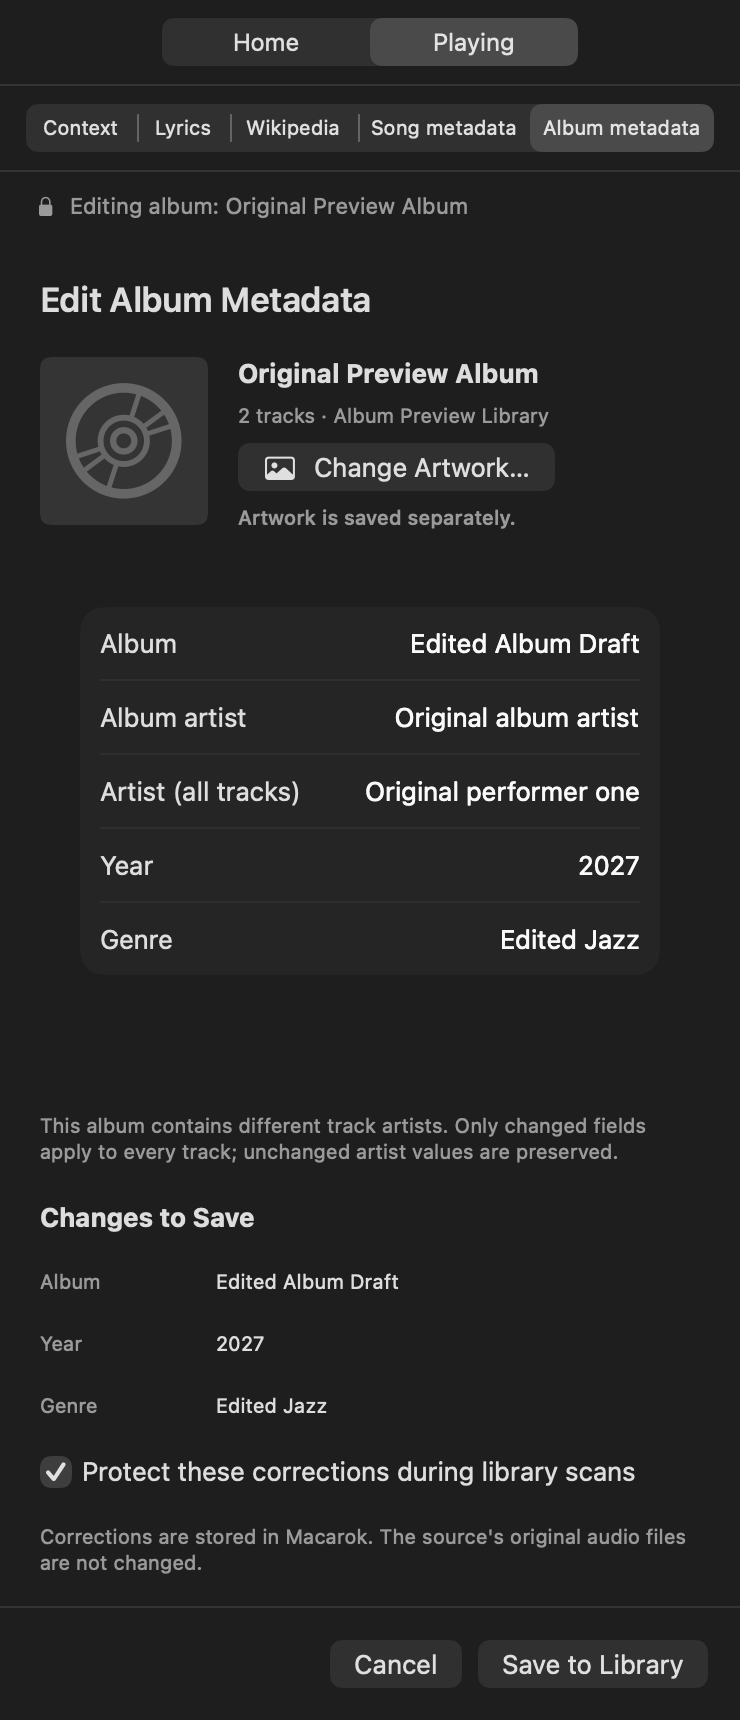 Home Playing
Context Lyrics Wikipedia Song metadata Album metadata
Editing album: Original Preview Album
Edit Album Metadata
Original Preview Album
2 tracks · Album Preview Library
Change Artwork...
Artwork is saved separately.
Album Edited Album Draft
Album artist Original album artist
Artist (all tracks) Original performer one
Year 2027
Genre Edited Jazz
This album contains different track artists. Only changed fields
apply to every track; unchanged artist values are preserved.
Changes to Save
Album Edited Album Draft
Year 2027
Genre Edited Jazz
Protect these corrections during library scans
Corrections are stored in Macarok. The source's original audio files
are not changed.
Cancel Save to Library